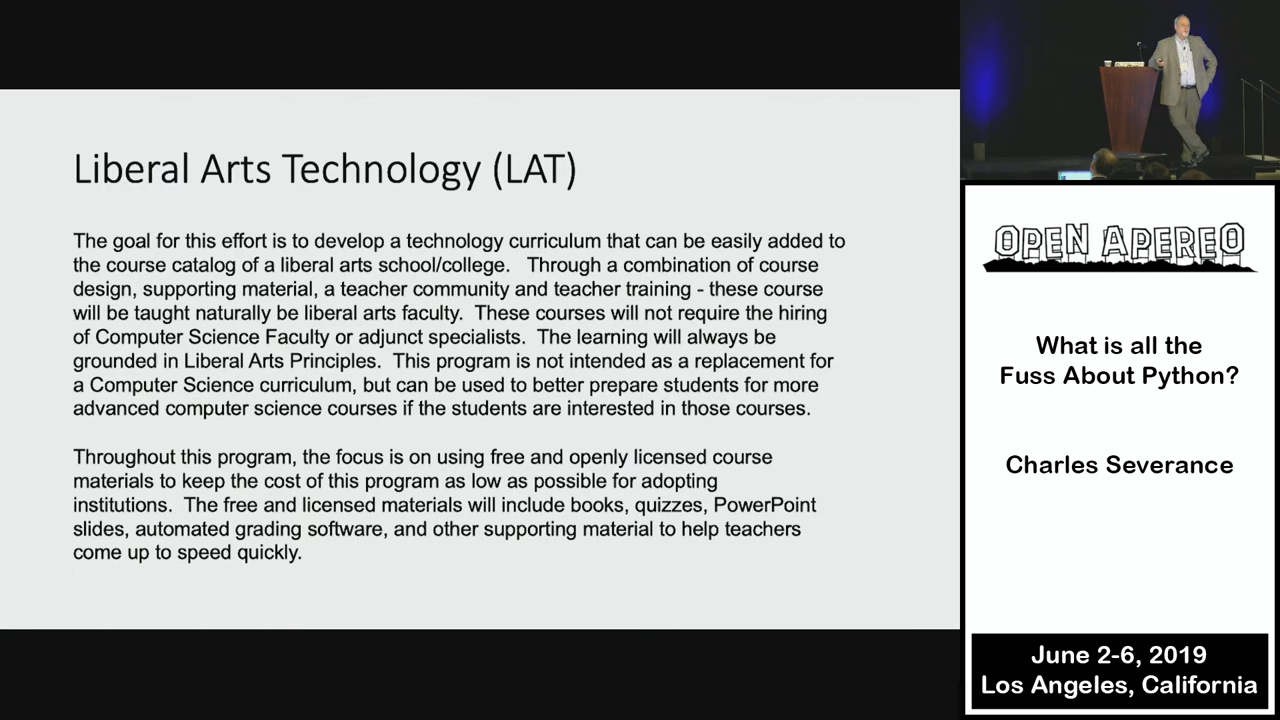 Liberal Arts Technology (LAT)
The goal for this effort is to develop a technology curriculum that can be easily added to
the course catalog of a liberal arts school/college. Through a combination of course
design, supporting material, a teacher community and teacher training - these course
will be taught naturally be liberal arts faculty. These courses will not require the hiring
of Computer Science Faculty or adjunct specialists. The learning will always be
grounded in Liberal Arts Principles. This program is not intended as a replacement for
a Computer Science curriculum, but can be used to better prepare students for more
advanced computer science courses if the students are interested in those courses.
Throughout this program, the focus is on using free and openly licensed course
materials to keep the cost of this program as low as possible for adopting
institutions. The free and licensed materials will include books, quizzes, PowerPoint
slides, automated grading software, and other supporting material to help teachers
come up to speed quickly.
OPEN APEREO
What is all the
Fuss About Python?
Charles Severance
June 2-6, 2019
Los Angeles, California